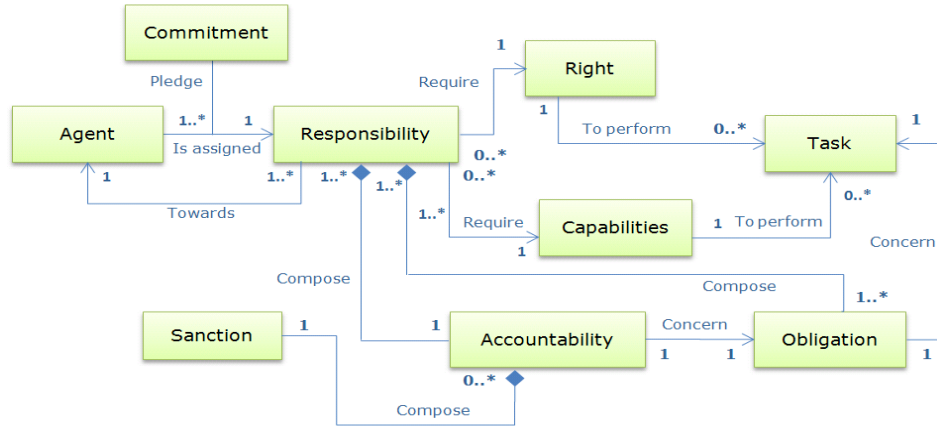 Commitment
1
Right
Require
Pledge
1..*
1
1
To perform
0..*
1
Agent
Responsibility
Task
Is assigned
0..*
0..*
1
1..*
1..*
1..*
0..*
Towards
1..*
Require
1
Capabilities
1
To perform
Concern
Compose
Compose
1..*
Sanction
1
1
Accountability
Concern
1
1
Obligation
1
0..*
Compose